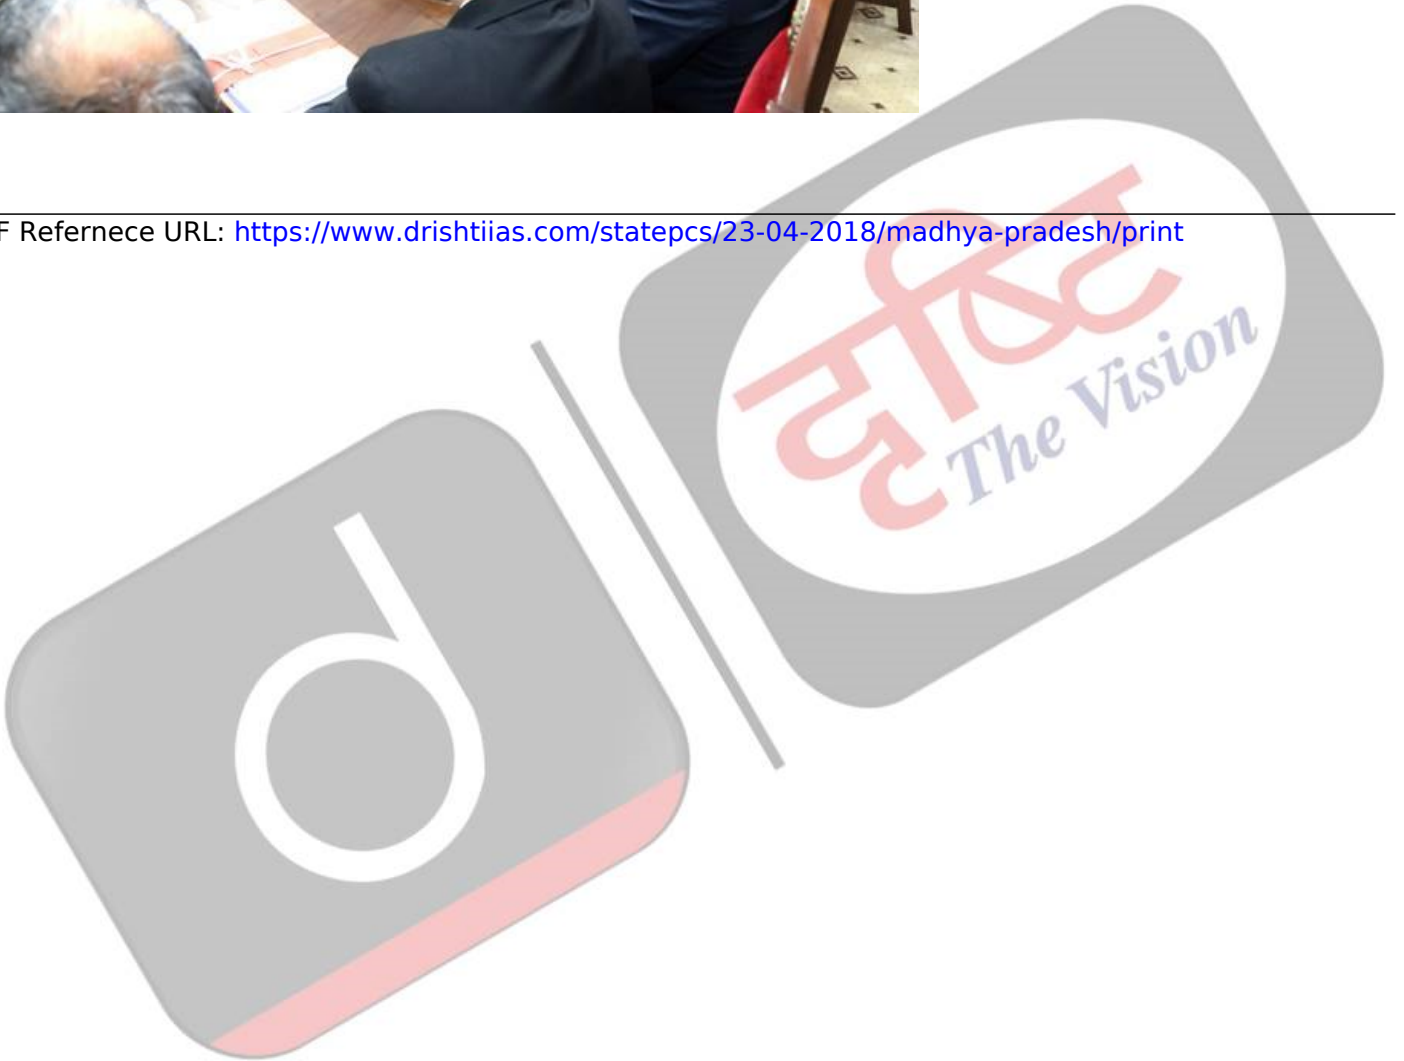 F Refernece URL: https://www.drishtiias.com/statepcs/23-04-2018/madhya-pradesh/print
दृष्टि
The Vision
d